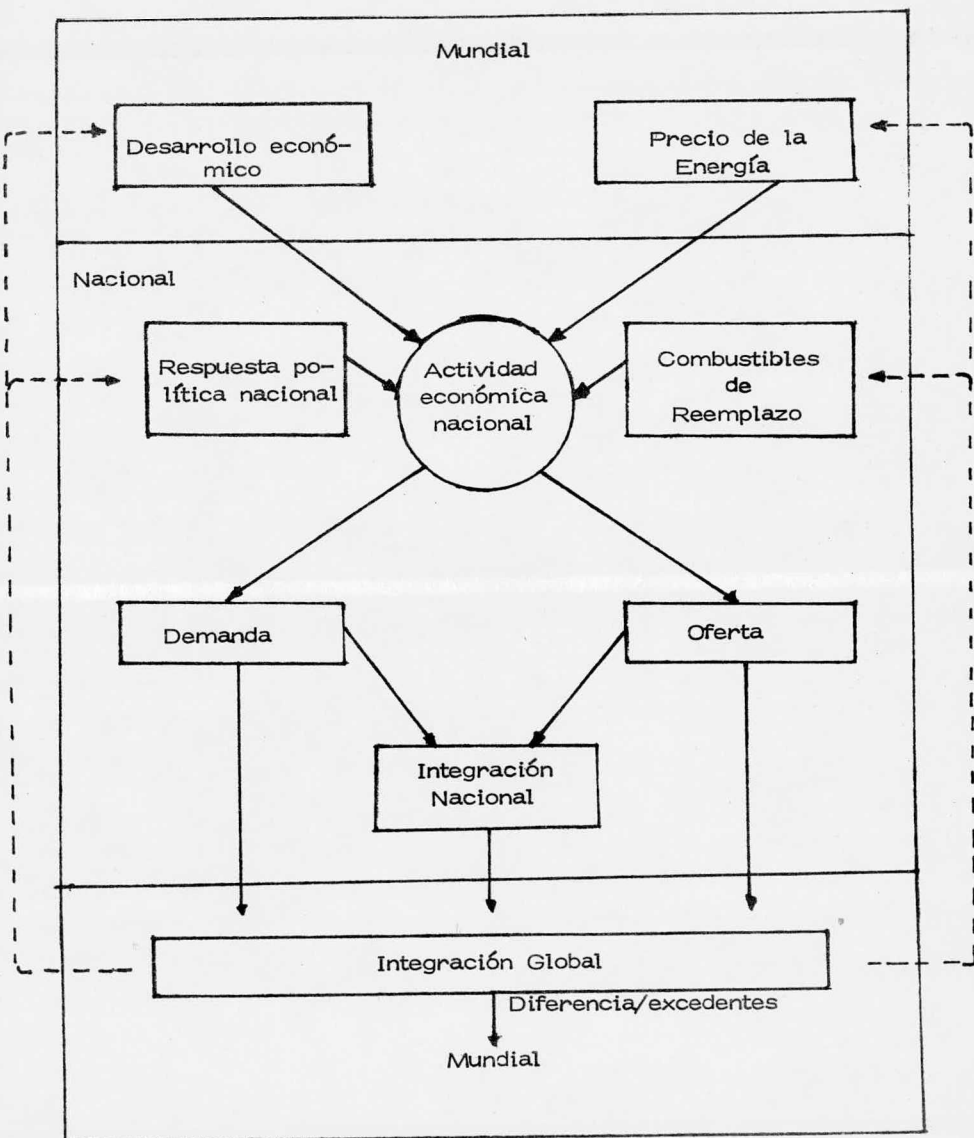 Mundial
Desarrollo econó-
mico
Precio de la
Energía
Nacional
Respuesta po-
lítica nacional
Actividad
económica
nacional
Combustibles
de
Reemplazo
Demanda
Oferta
Integración
Nacional
Integración Global
Diferencia/excedentes
Mundial